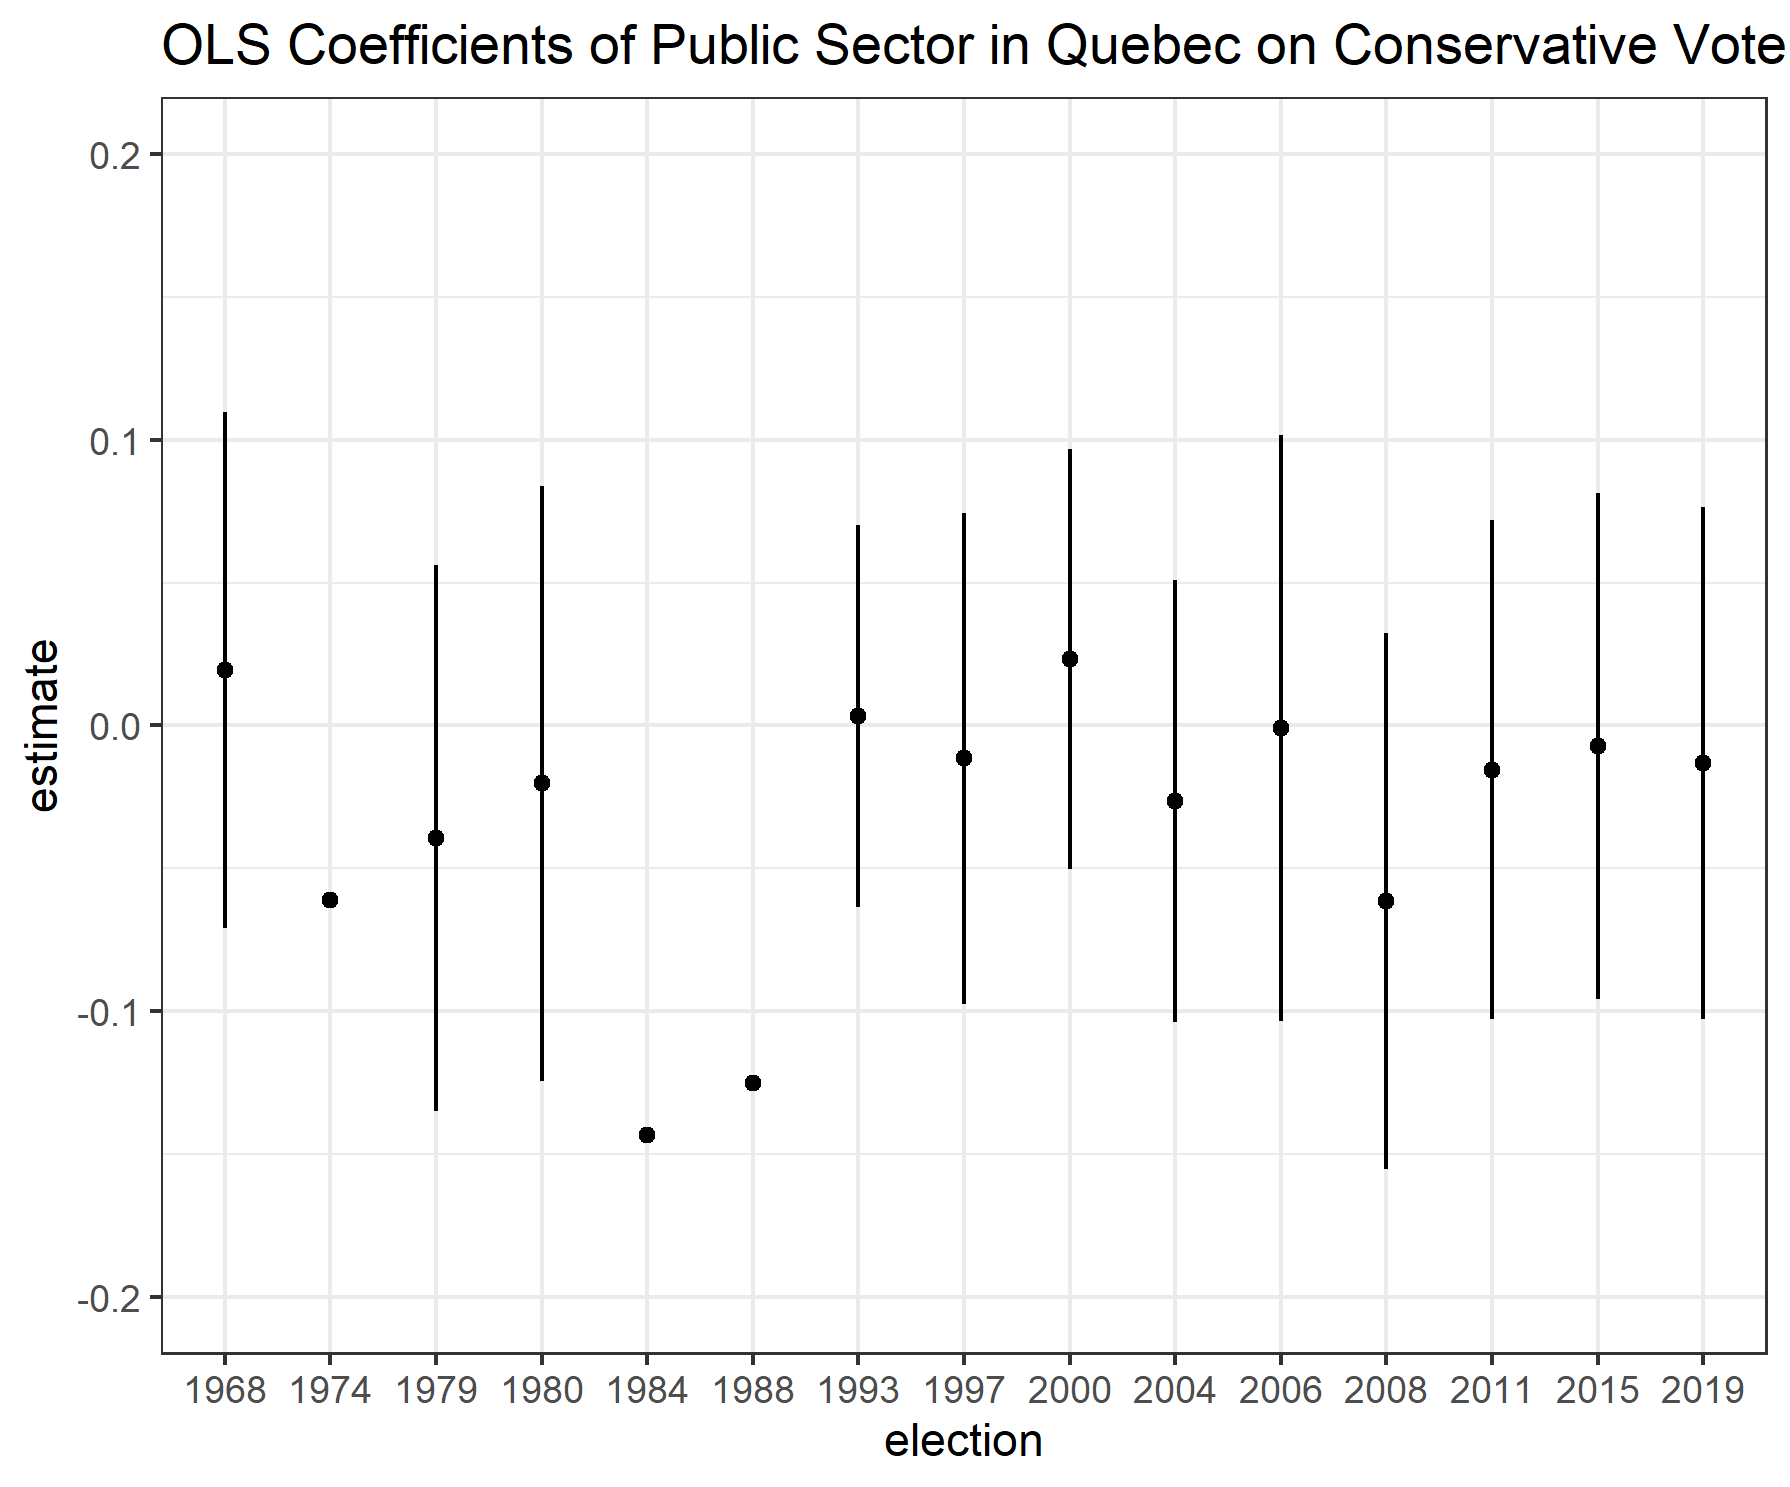 OLS Coefficients of Public Sector in Quebec on Conservative Vote
0.2
0.1
0.0
-0.1
-0.2
estimate
1968 1974 1979 1980 1984 1988 1993 1997 2000 2004 2006 2008 2011 2015 2019
election